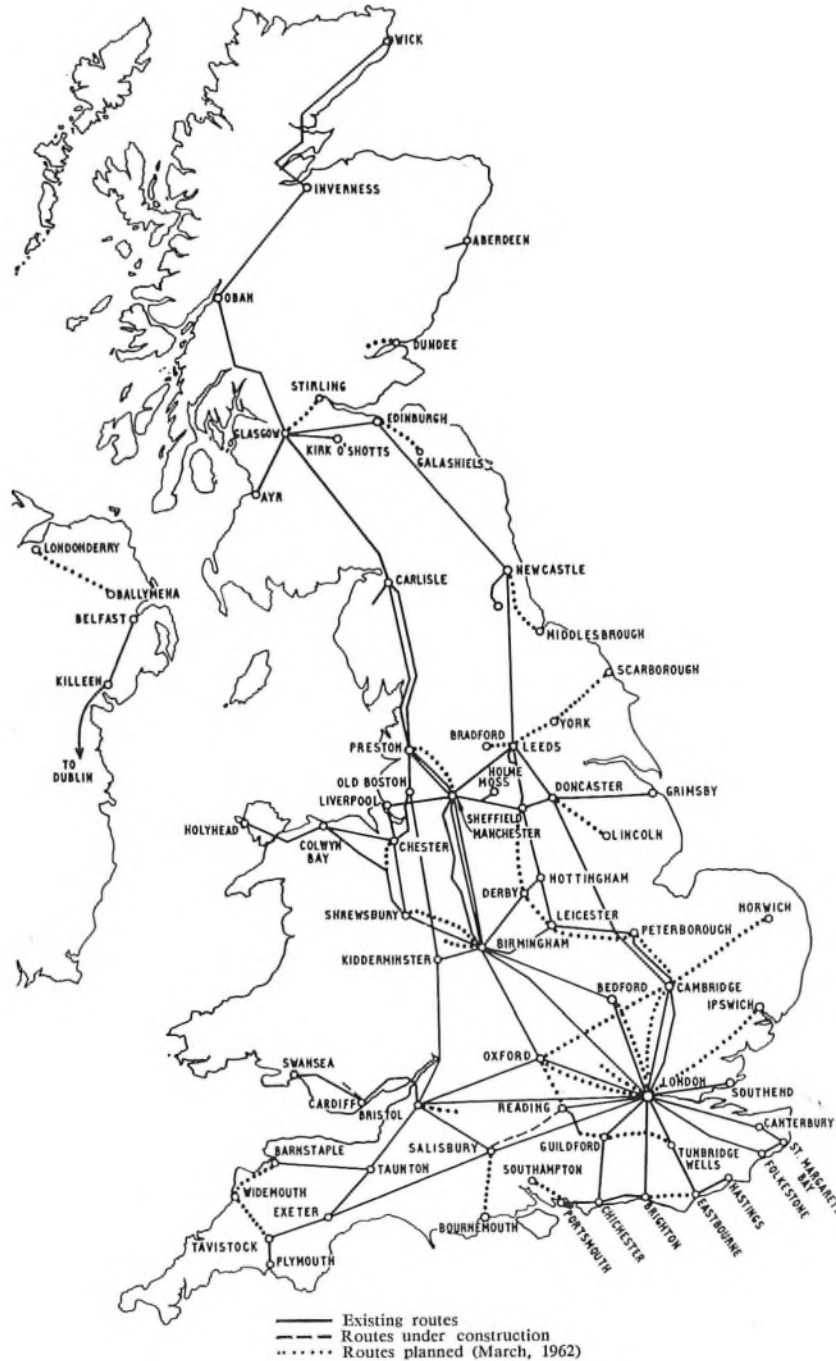 WICK
INVERNESS
ABERDEEN
OBAN
DUNDEE
STIRLING
EDINBURGH
GLASGOW
KIRK O'SHOTTS
GALASHIELS
AYR
LONDONDERRY
NEWCASTLE
CARLISLE
BALLYMENA
BELFAST
MIDDLESBROUGH
SCARBOROUGH
KILLEEN
YORK
BRADFORD
LEEDS
PRESTON
TO
DUBLIN
HOLME
MOSS
OLD BOSTON
DONCASTER
GRIMSBY
LIVERPOOL
SHEFFIELD
MANCHESTER
HOLYHEAD
LINCOLN
COLWYN
BAY
CHESTER
NOTTINGHAM
DERBY
NORWICH
SHREWSBURY
LEICESTER
PETERBOROUGH
BIRMINGHAM
KIDDERMINSTER
BEDFORD
CAMBRIDGE
IPSWICH
OXFORD
SWANSEA
LONDON
SOUTHEND
CARDIFF
BRISTOL
READING
CANTERBURY
GUILDFORD
SALISBURY
TUNBRIDGE
WELLS
ST. MARGARETS
BAY
FOLKESTONE
BARNSTAPLE
TAUNTON
SOUTHAMPTON
HASTINGS
WIDEMOUTH
EXETER
BOURNEMOUTH
PORTSMOUTH
CHICHESTER
BRIGHTON
EASTBOURNE
TAVISTOCK
PLYMOUTH
Existing routes
Routes under construction
Routes planned (March, 1962)